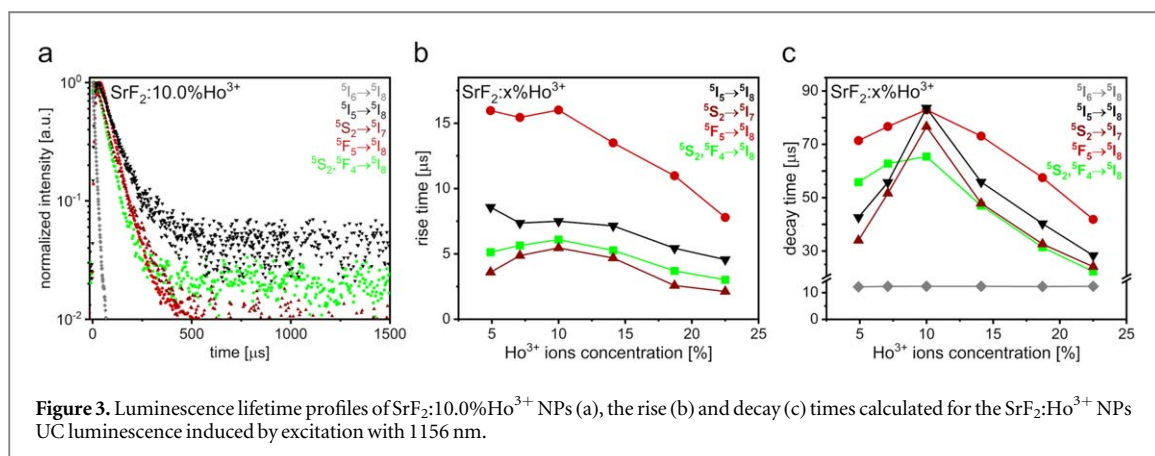 a
SrF₂:10.0%Ho³⁺
⁵I₆→⁵I₈
⁵I₅→⁵I₈
⁵S₂→⁵I₇
⁵F₅→⁵I₈
⁵S₂,⁵F₄→⁵I₈
10⁰
10⁻¹
10⁻²
normalized intensity [a.u.]
0 250 500 750 1000 1500
time [µs]
b
SrF₂:x%Ho³⁺
⁵I₅→⁵I₈
⁵S₂→⁵I₇
⁵F₅→⁵I₈
⁵S₂,⁵F₄→⁵I₈
15
10
5
0
rise time [µs]
0 5 10 15 20 25
Ho³⁺ ions concentration [%]
c
SrF₂:x%Ho³⁺
⁵I₆→⁵I₈
⁵I₅→⁵I₈
⁵S₂→⁵I₇
⁵F₅→⁵I₈
⁵S₂,⁵F₄→⁵I₈
90
70
50
30
10
0
decay time [µs]
0 5 10 15 20 25
Ho³⁺ ions concentration [%]
Figure 3. Luminescence lifetime profiles of SrF₂:10.0%Ho³⁺ NPs (a), the rise (b) and decay (c) times calculated for the SrF₂:Ho³⁺ NPs
UC luminescence induced by excitation with 1156 nm.